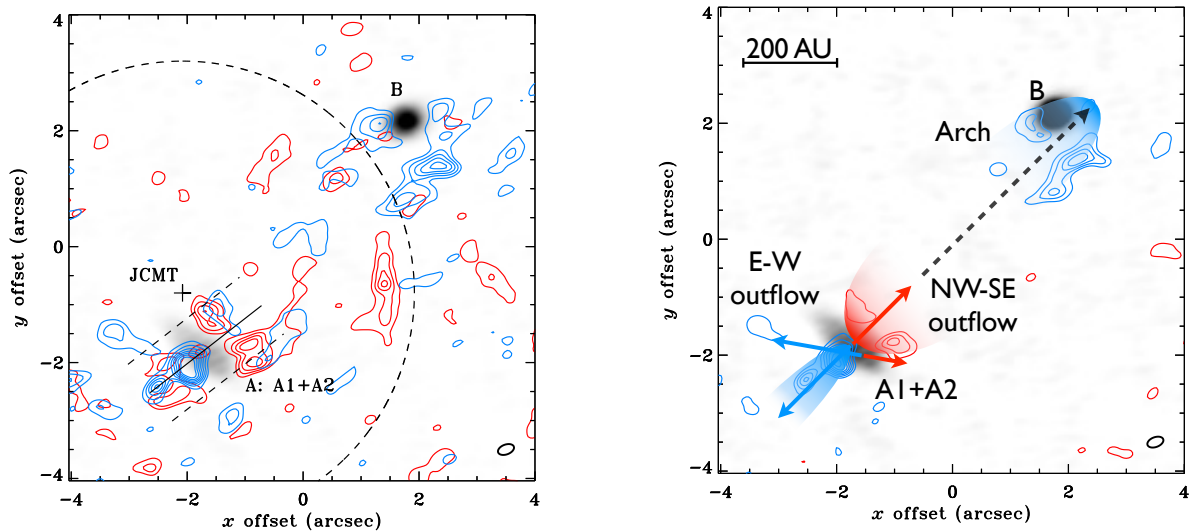 4
2
0
−2
−4
−4
−2
0
2
4
y offset (arcsec)
x offset (arcsec)
B
JCMT
A: A1+A2
4
2
0
−2
−4
−4
−2
0
2
4
y offset (arcsec)
x offset (arcsec)
200 AU
B
Arch
E-W
outflow
NW-SE
outflow
A1+A2